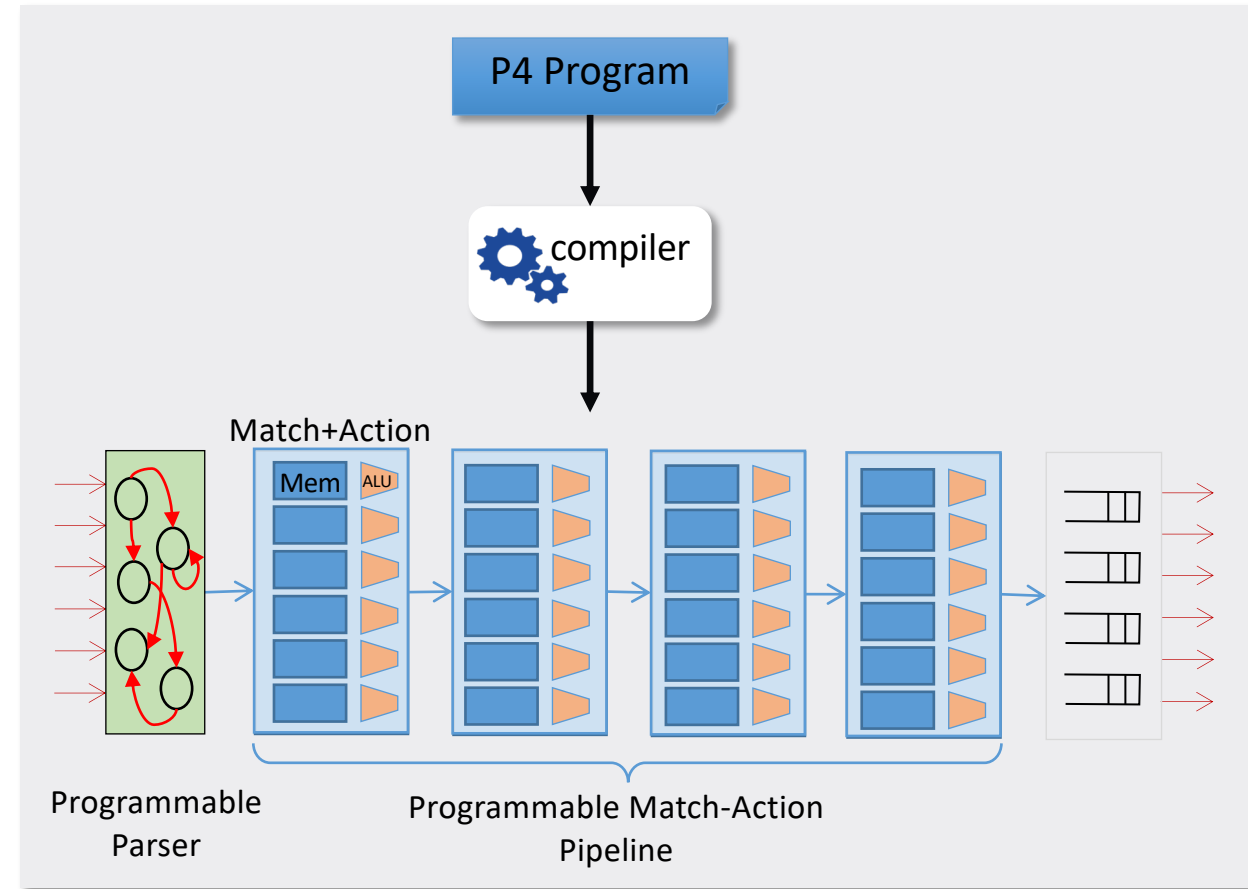 P4 Program
compiler
Match+Action
Mem
ALU
Programmable
Parser
Programmable Match-Action
Pipeline